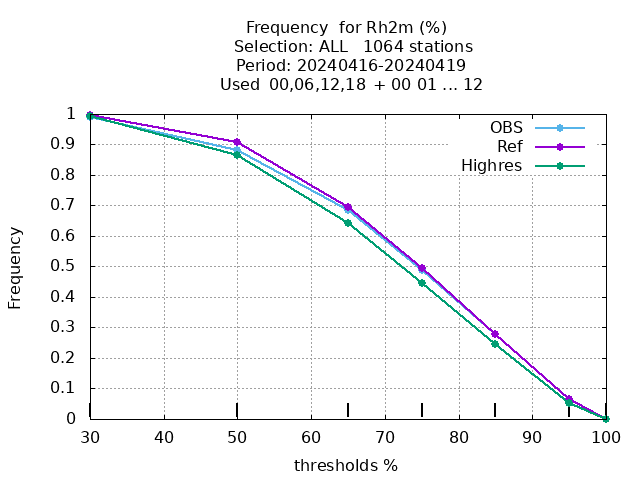 Frequency  for Rh2m (%)
Selection: ALL   1064 stations
Period: 20240416-20240419
Used  00,06,12,18  + 00 01 ... 12
OBS
Ref
Highres
1
0.9
0.8
0.7
0.6
0.5
0.4
0.3
0.2
0.1
0
Frequency
30 40 50 60 70 80 90 100
thresholds %